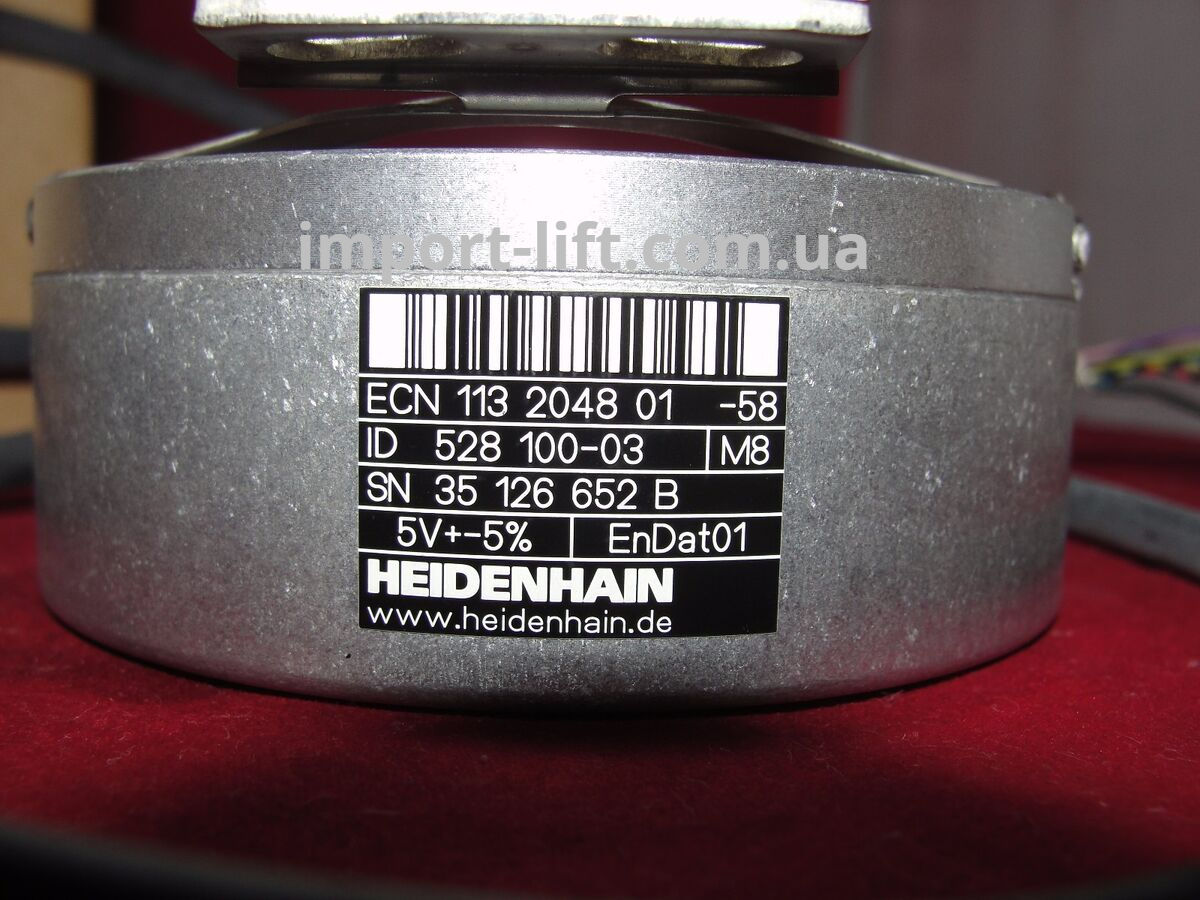 import-lift.com.ua
ECN 113 2048 01 -58
ID 528 100-03 M8
SN 35 126 652 B
5V+-5% EnDat01
HEIDENHAIN
www.heidenhain.de